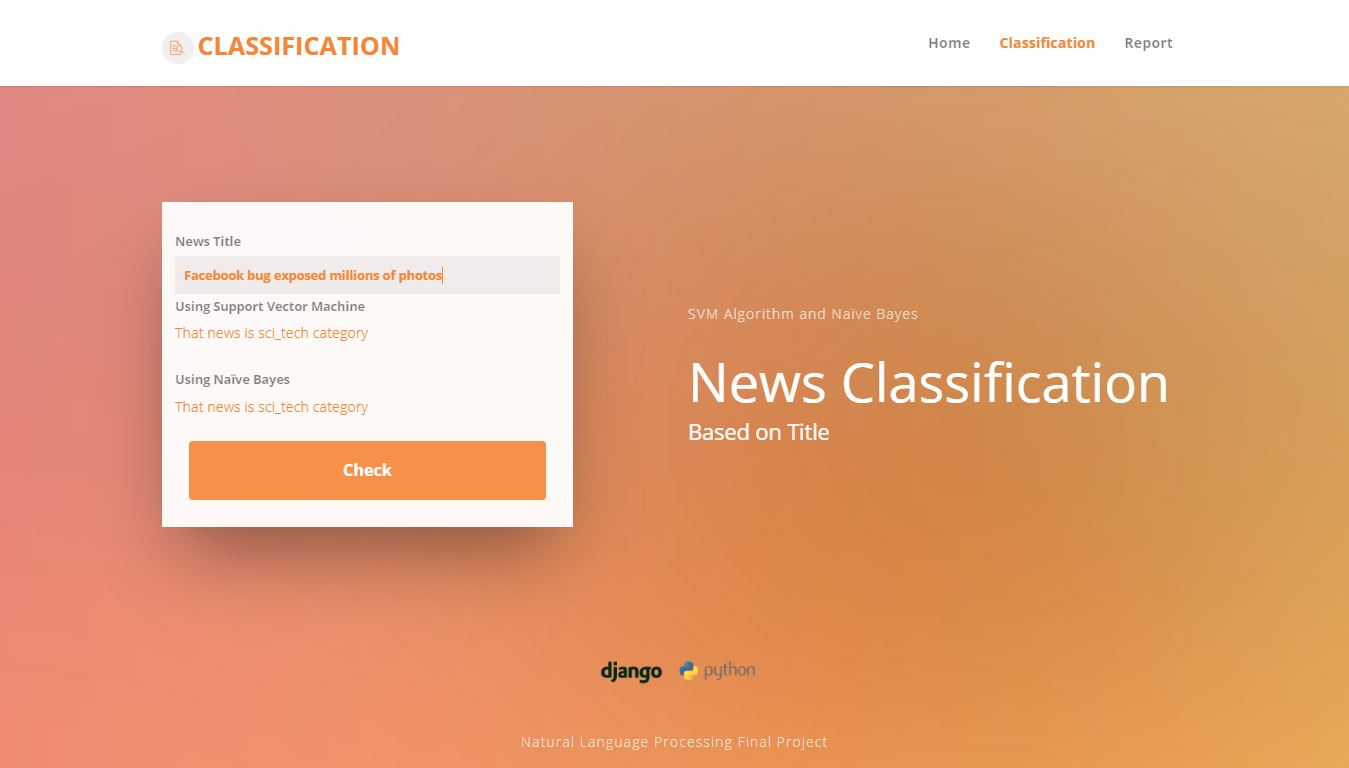 CLASSIFICATION
Home Classification Report
News Title
Facebook bug exposed millions of photos
Using Support Vector Machine
That news is sci_tech category
Using Naïve Bayes
That news is sci_tech category
Check
SVM Algorithm and Naïve Bayes
News Classification
Based on Title
django python
Natural Language Processing Final Project